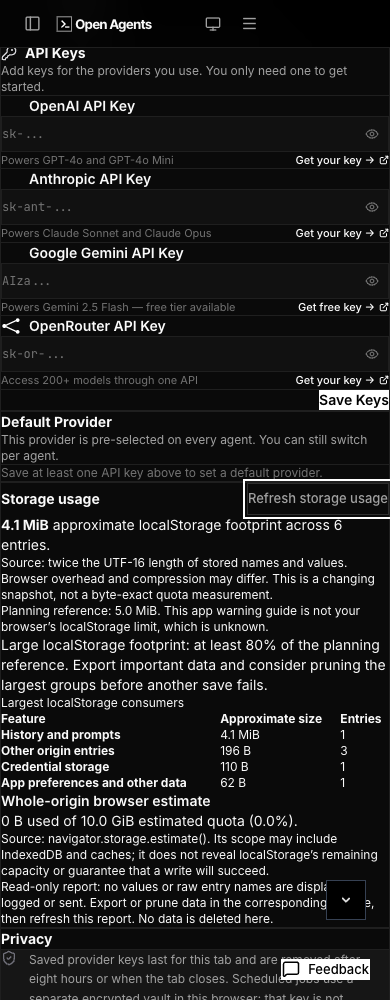 Open Agents
API Keys
Add keys for the providers you use. You only need one to get
started.
OpenAI API Key
sk-...
Powers GPT-4o and GPT-4o Mini
Get your key →
Anthropic API Key
sk-ant-...
Powers Claude Sonnet and Claude Opus
Get your key →
Google Gemini API Key
AIza...
Powers Gemini 2.5 Flash — free tier available
Get free key →
OpenRouter API Key
sk-or-...
Access 200+ models through one API
Get your key →
Save Keys
Default Provider
This provider is pre-selected on every agent. You can still switch
per agent.
Save at least one API key above to set a default provider.
Storage usage
Refresh storage usage
4.1 MiB approximate localStorage footprint across 6
entries.
Source: twice the UTF-16 length of stored names and values.
Browser overhead and compression may differ. This is a changing
snapshot, not a byte-exact quota measurement.
Planning reference: 5.0 MiB. This app warning guide is not your
browser's localStorage limit, which is unknown.
Large localStorage footprint: at least 80% of the planning
reference. Export important data and consider pruning the
largest groups before another save fails.
Largest localStorage consumers
Feature Approximate size Entries
History and prompts 4.1 MiB 1
Other origin entries 196 B 3
Credential storage 110 B 1
App preferences and other data 62 B 1
Whole-origin browser estimate
0 B used of 10.0 GiB estimated quota (0.0%).
Source: navigator.storage.estimate(). Its scope may include
IndexedDB and caches; it does not reveal localStorage's remaining
capacity or guarantee that a write will succeed.
Read-only report: no values or raw entry names are
logged or sent. Export or prune data in the corresponding
then refresh this report. No data is deleted here.
Privacy
Saved provider keys last for this tab and are
eight hours or when the tab closes. Scheduled jobs use a
separate encrypted vault in this browser; that key is not
Feedback